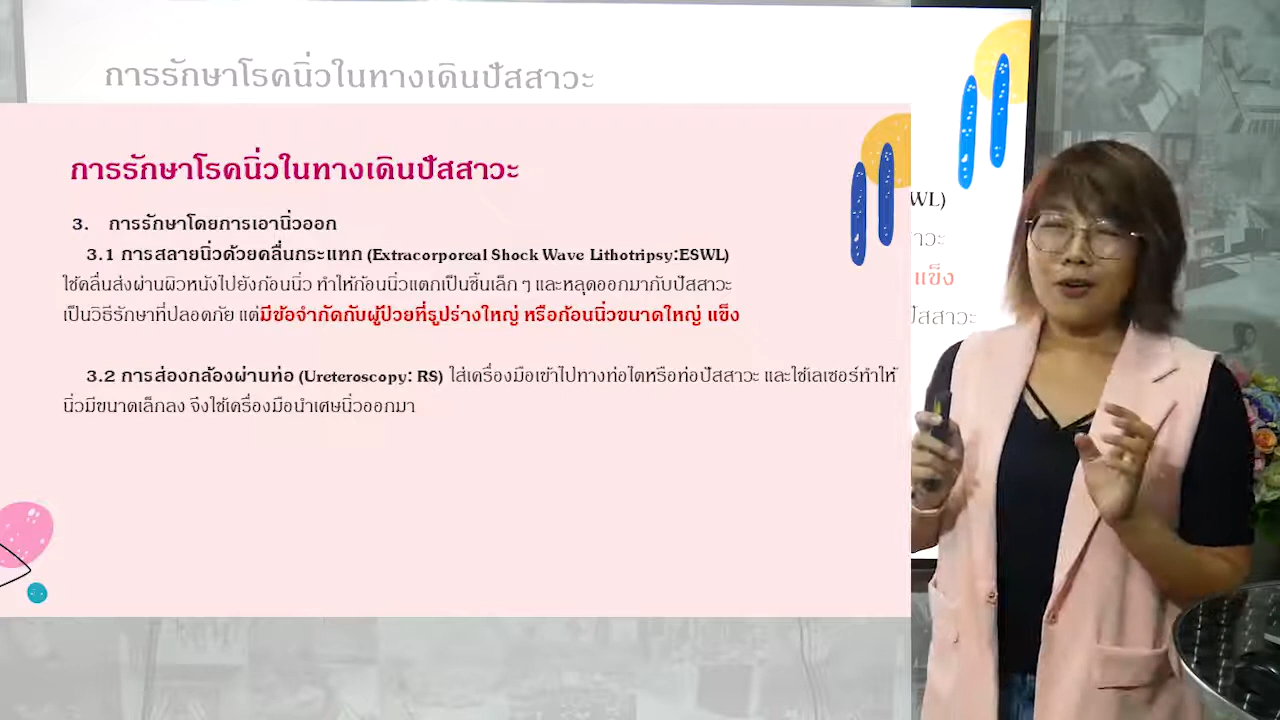 การรักษาโรคนิ่วในทางเดินปัสสาวะ
การรักษาโรคนิ่วในทางเดินปัสสาวะ
3. การรักษาโดยการเอานิ่วออก
3.1 การสลายนิ่วด้วยคลื่นกระแทก (Extracorporeal Shock Wave Lithotripsy:ESWL)
ใช้คลื่นส่งผ่านผิวหนังไปยังก้อนนิ่ว ทำให้ก้อนนิ่วแตกเป็นชิ้นเล็ก ๆ และหลุดออกมากับปัสสาวะ
เป็นวิธีรักษาที่ปลอดภัย แต่มีข้อจำกัดกับผู้ป่วยที่รูปร่างใหญ่ หรือก้อนนิ่วขนาดใหญ่ แข็ง
3.2 การส่องกล้องผ่านท่อ (Ureteroscopy: RS) ใส่เครื่องมือเข้าไปทางท่อไตหรือท่อปัสสาวะ และใช้เลเซอร์ทำให้
นิ่วมีขนาดเล็กลง จึงใช้เครื่องมือนำเศษนิ่วออกมา
WL)
าวะ
แข็ง
ปัสสาวะ